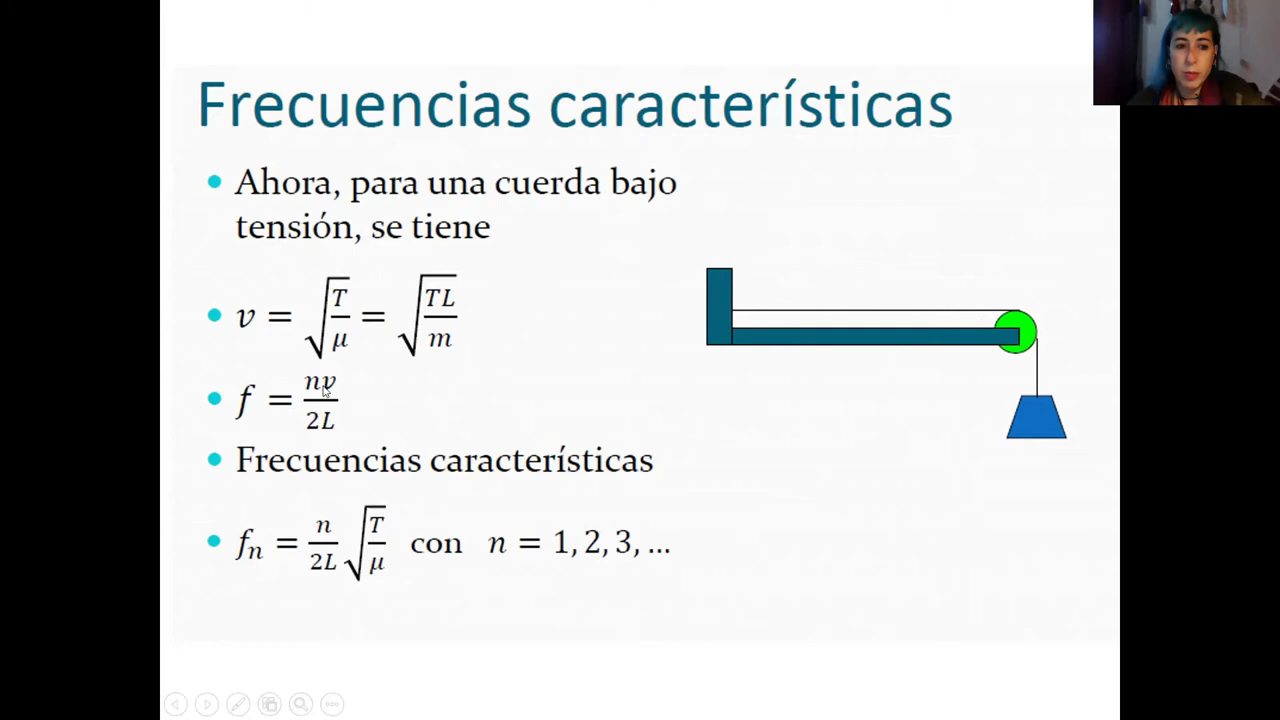 Frecuencias características
Ahora, para una cuerda bajo
tensión, se tiene
v = √(T/μ) = √(TL/m)
f = nv/2L
Frecuencias características
fₙ = n/2L √(T/μ) con n = 1, 2, 3, ...